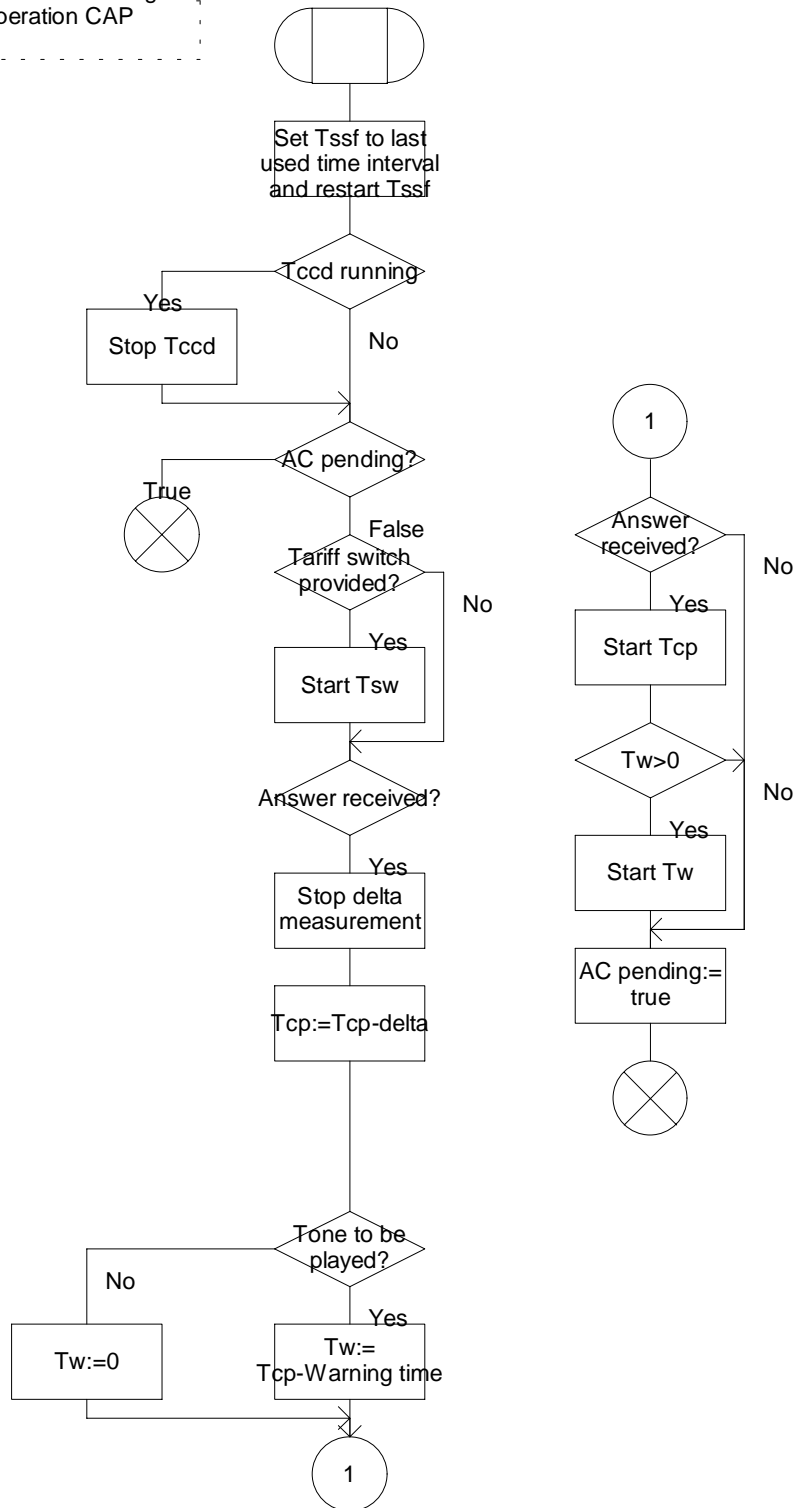 operation CAP
Set Tssf to last
used time interval
and restart Tssf
Tccd running
Yes
Stop Tccd
No
AC pending?
True
False
Tariff switch
provided?
No
Yes
Start Tsw
Answer received?
Yes
Stop delta
measurement
Tcp:=Tcp-delta
Tone to be
played?
No
Yes
Tw:=0
Tw:=
Tcp-Warning time
1
1
Answer
received?
No
Yes
Start Tcp
Tw>0
No
Yes
Start Tw
AC pending:=
true